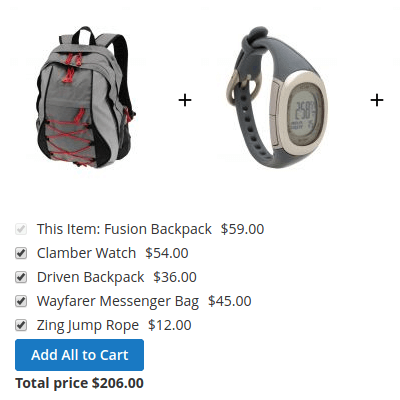 + +
This Item: Fusion Backpack $59.00
Clamber Watch $54.00
Driven Backpack $36.00
Wayfarer Messenger Bag $45.00
Zing Jump Rope $12.00
Add All to Cart
Total price $206.00